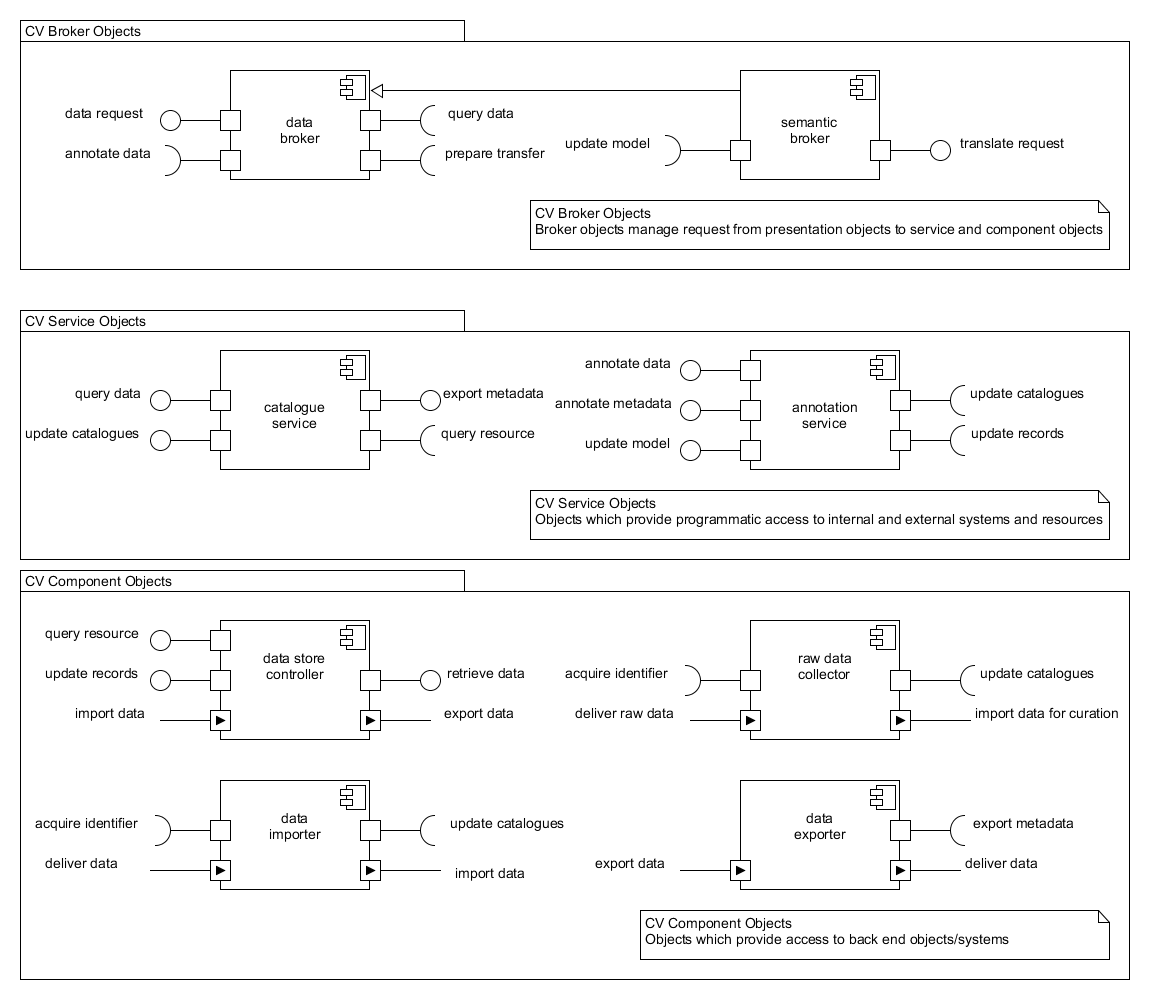 CV Broker Objects
data request
annotate data
data
broker
query data
prepare transfer
update model
semantic
broker
translate request
CV Broker Objects
Broker objects manage request from presentation objects to service and component objects
CV Service Objects
query data
update catalogues
catalogue
service
export metadata
query resource
annotate data
annotate metadata
update model
annotation
service
update catalogues
update records
CV Service Objects
Objects which provide programmatic access to internal and external systems and resources
CV Component Objects
query resource
update records
import data
data store
controller
retrieve data
export data
acquire identifier
deliver raw data
raw data
collector
update catalogues
import data for curation
acquire identifier
deliver data
data
importer
update catalogues
import data
export data
data
exporter
export metadata
deliver data
CV Component Objects
Objects which provide access to back end objects/systems